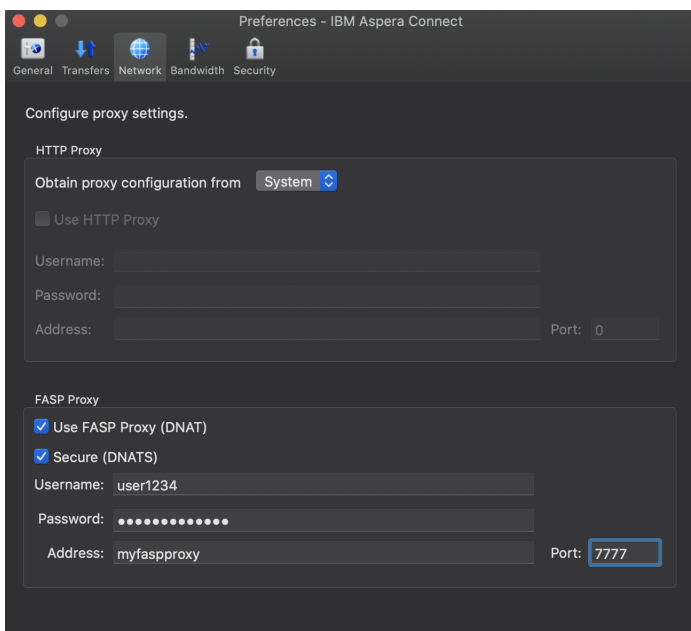 Preferences - IBM Aspera Connect
General Transfers Network Bandwidth Security
Configure proxy settings.
HTTP Proxy
Obtain proxy configuration from System
Use HTTP Proxy
Username:
Password:
Address: Port: 0
FASP Proxy
Use FASP Proxy (DNAT)
Secure (DNATS)
Username: user1234
Password: ●●●●●●●●●●●●●
Address: myfaspproxy Port: 7777